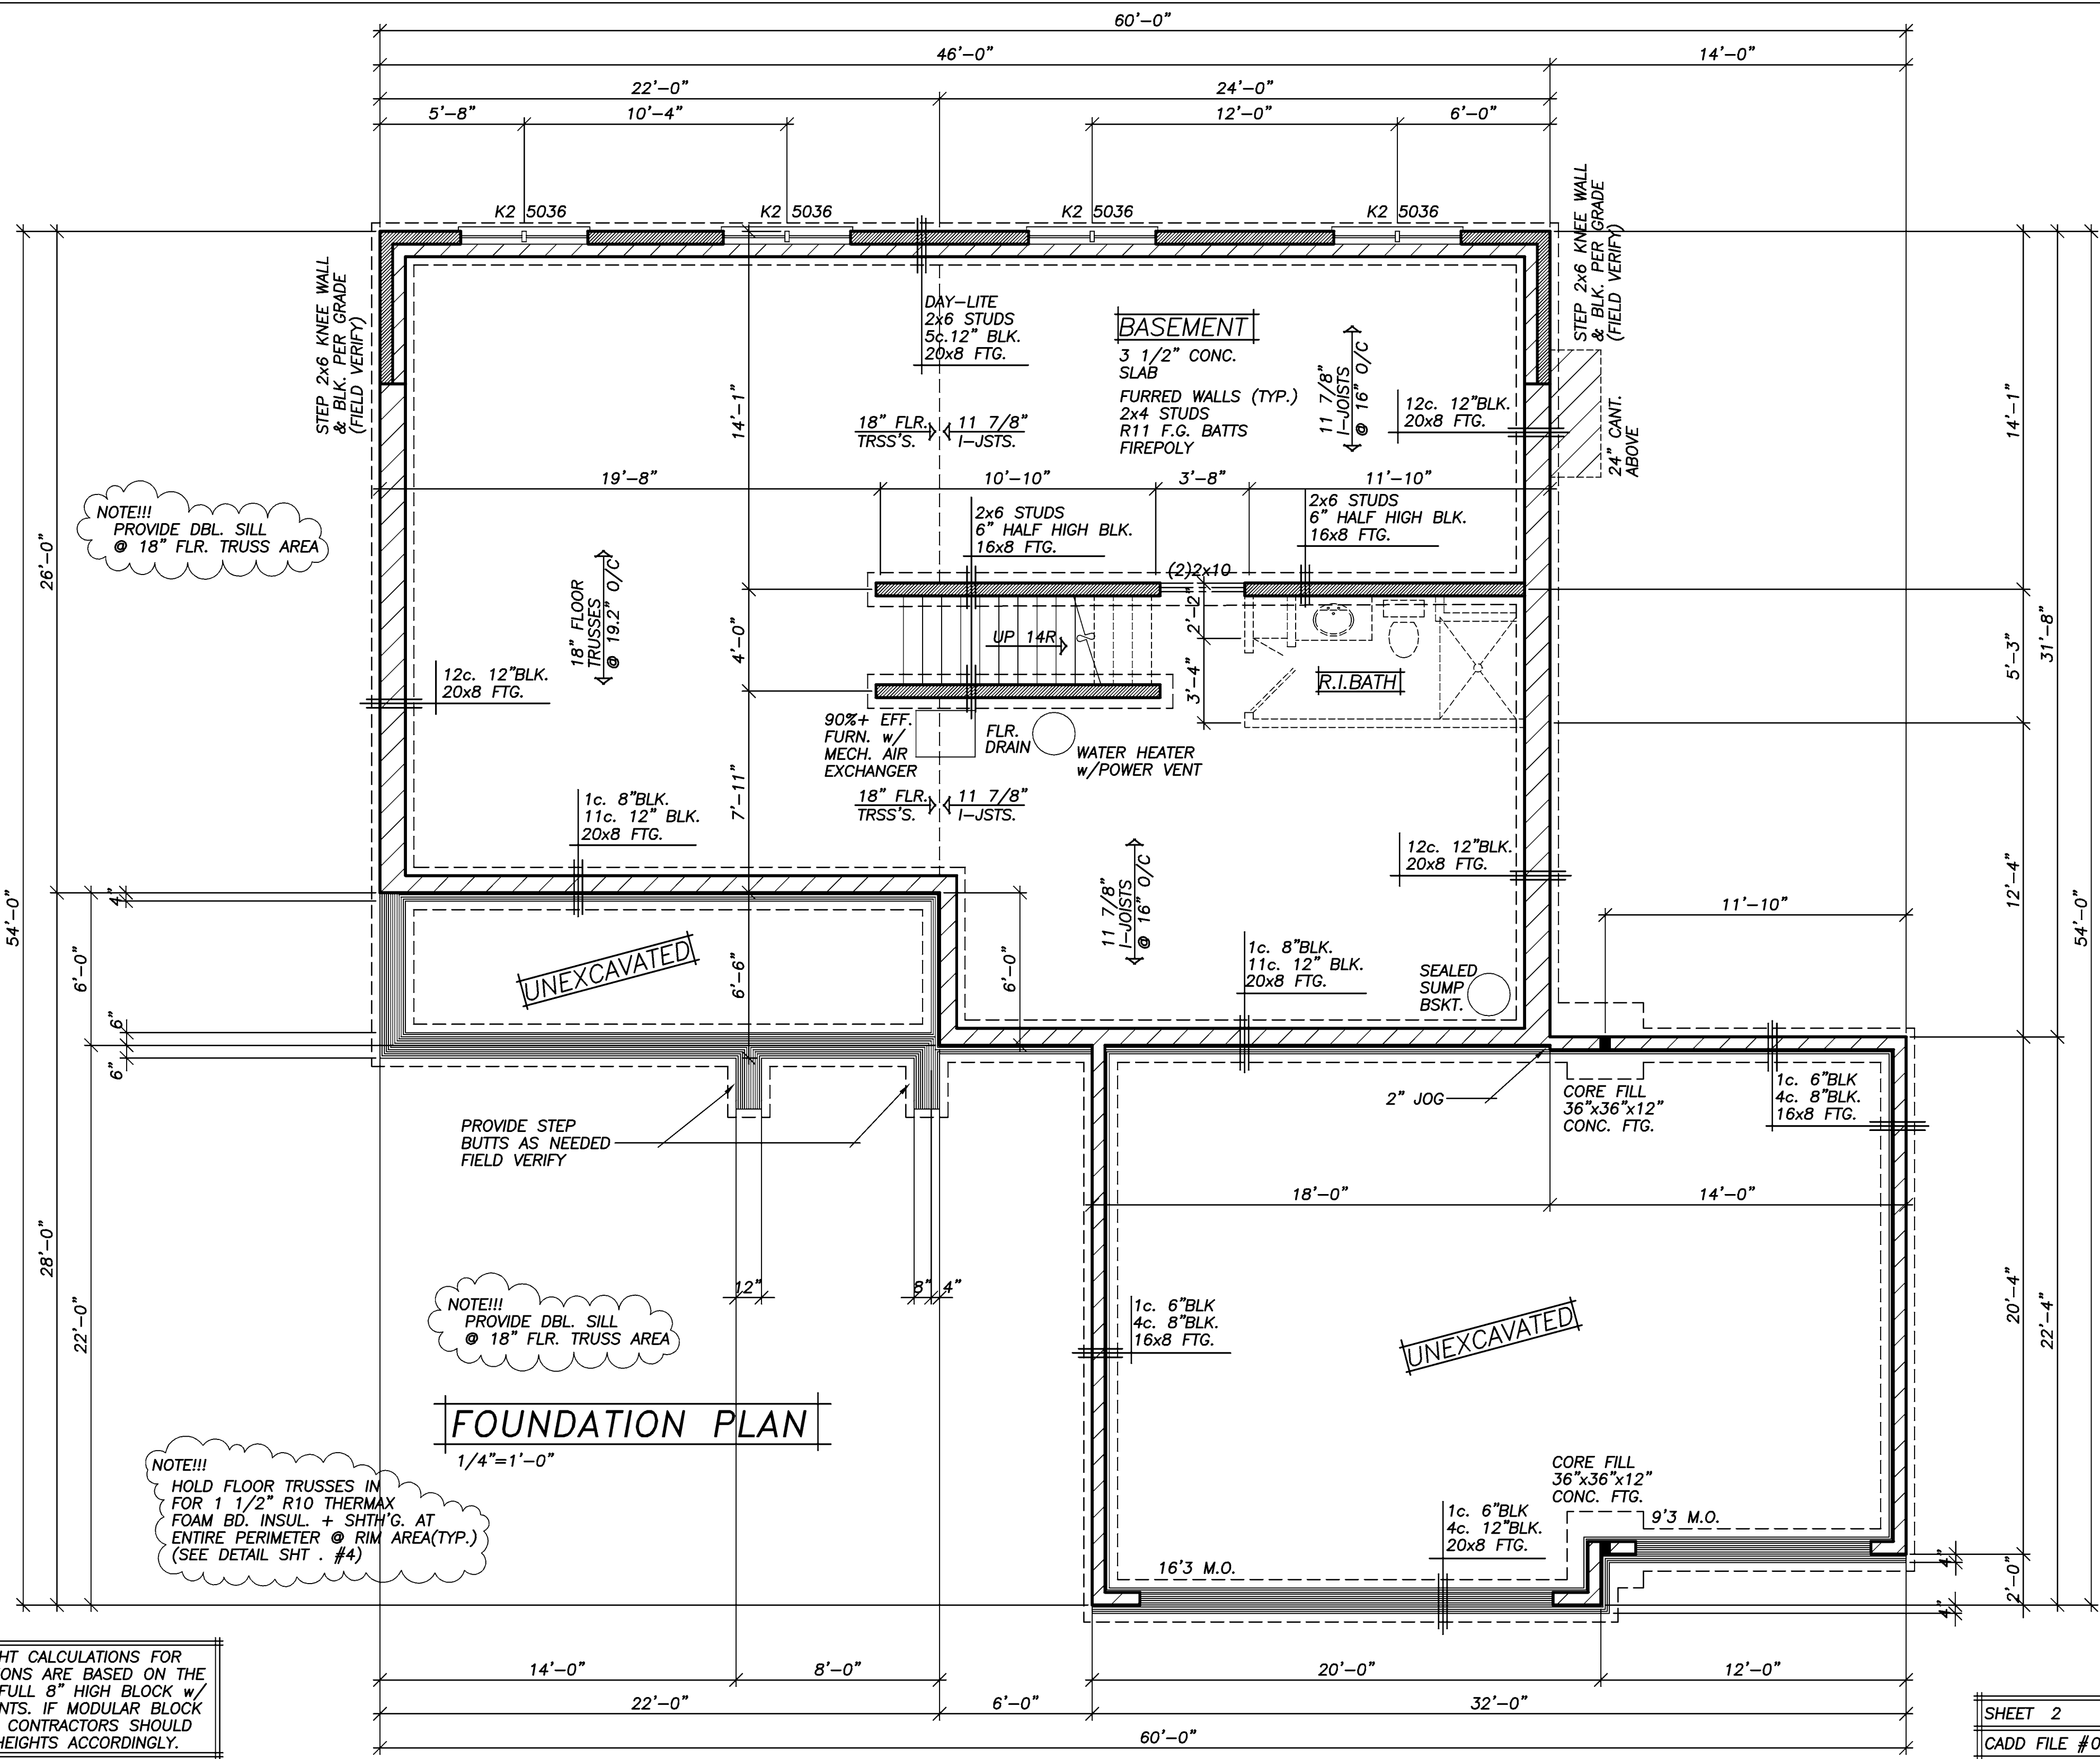 60'-0"
46'-0"
14'-0"
22'-0"
24'-0"
5'-8"
10'-4"
12'-0"
6'-0"
K2 5036
K2 5036
K2 5036
K2 5036
STEP 2x6 KNEE WALL
& BLK. PER GRADE
(FIELD VERIFY)
STEP 2x6 KNEE WALL
& BLK. PER GRADE
(FIELD VERIFY)
DAY-LITE
2x6 STUDS
5c.12" BLK.
20x8 FTG.
BASEMENT
3 1/2" CONC.
SLAB
FURRED WALLS (TYP.)
2x4 STUDS
R11 F.G. BATTS
FIREPOLY
11 7/8"
I-JOISTS
@ 16" O/C
12c. 12"BLK.
20x8 FTG.
24" CANT.
ABOVE
14'-1"
14'-1"
18" FLR.
TRSS'S.
11 7/8"
I-JSTS.
19'-8"
10'-10"
3'-8"
11'-10"
NOTE!!!
PROVIDE DBL. SILL
@ 18" FLR. TRUSS AREA
2x6 STUDS
6" HALF HIGH BLK.
16x8 FTG.
2x6 STUDS
6" HALF HIGH BLK.
16x8 FTG.
(2)2x10
26'-0"
18" FLOOR
TRUSSES
@ 19.2" O/C
4'-0"
UP 14R
2'-2"
3'-4"
R.I.BATH
5'-3"
31'-8"
12c. 12"BLK.
20x8 FTG.
90%+ EFF.
FURN. w/
MECH. AIR
EXCHANGER
FLR.
DRAIN
WATER HEATER
w/POWER VENT
7'-11"
18" FLR.
TRSS'S.
11 7/8"
I-JSTS.
1c. 8"BLK.
11c. 12" BLK.
20x8 FTG.
12c. 12"BLK.
20x8 FTG.
11 7/8"
I-JOISTS
@ 16" O/C
12'-4"
11'-10"
54'-0"
54'-0"
4"
6'-0"
6"
6"
UNEXCAVATED
6'-6"
6'-0"
1c. 8"BLK.
11c. 12" BLK.
20x8 FTG.
SEALED
SUMP
BSKT.
2" JOG
CORE FILL
36"x36"x12"
CONC. FTG.
1c. 6"BLK
4c. 8"BLK.
16x8 FTG.
PROVIDE STEP
BUTTS AS NEEDED
FIELD VERIFY
18'-0"
14'-0"
28'-0"
22'-0"
12"
8"
4"
NOTE!!!
PROVIDE DBL. SILL
@ 18" FLR. TRUSS AREA
1c. 6"BLK
4c. 8"BLK.
16x8 FTG.
UNEXCAVATED
20'-4"
22'-4"
FOUNDATION PLAN
1/4"=1'-0"
NOTE!!!
HOLD FLOOR TRUSSES IN
FOR 1 1/2" R10 THERMAX
FOAM BD. INSUL. + SHTH'G. AT
ENTIRE PERIMETER @ RIM AREA(TYP.)
(SEE DETAIL SHT . #4)
CORE FILL
36"x36"x12"
CONC. FTG.
1c. 6"BLK
4c. 12"BLK.
20x8 FTG.
9'3 M.O.
16'3 M.O.
4"
2'-0"
4"
HT CALCULATIONS FOR
ONS ARE BASED ON THE
FULL 8" HIGH BLOCK w/
NTS. IF MODULAR BLOCK
CONTRACTORS SHOULD
HEIGHTS ACCORDINGLY.
14'-0"
8'-0"
20'-0"
12'-0"
22'-0"
6'-0"
32'-0"
60'-0"
SHEET 2
CADD FILE #0